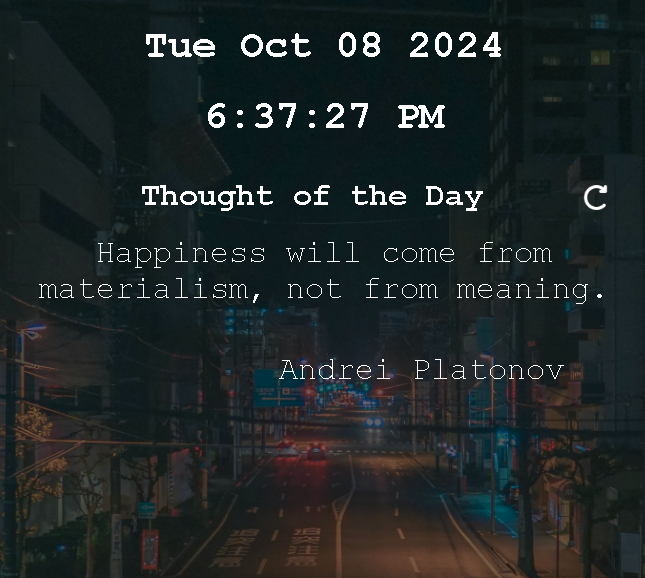 Tue Oct 08 2024
6:37:27 PM
Thought of the Day
Happiness will come from
materialism, not from meaning.
Andrei Platonov